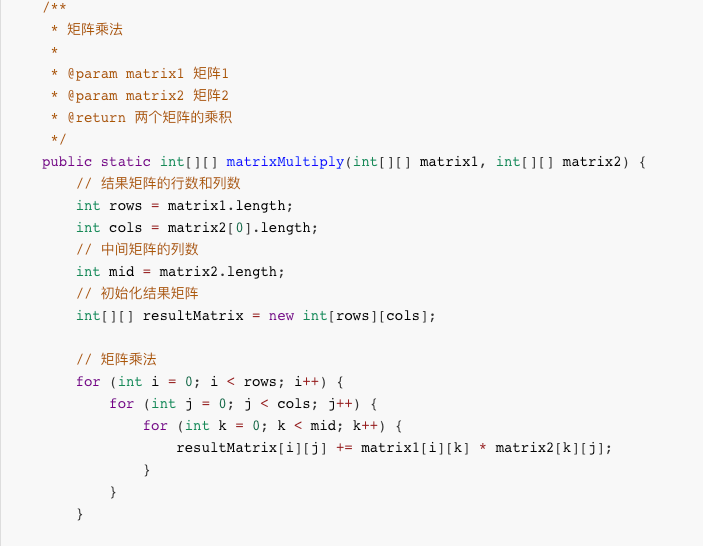 /**
 * 矩阵乘法
 *
 * @param matrix1 矩阵1
 * @param matrix2 矩阵2
 * @return 两个矩阵的乘积
 */
public static int[][] matrixMultiply(int[][] matrix1, int[][] matrix2) {
    // 结果矩阵的行数和列数
    int rows = matrix1.length;
    int cols = matrix2[0].length;
    // 中间矩阵的列数
    int mid = matrix2.length;
    // 初始化结果矩阵
    int[][] resultMatrix = new int[rows][cols];

    // 矩阵乘法
    for (int i = 0; i < rows; i++) {
        for (int j = 0; j < cols; j++) {
            for (int k = 0; k < mid; k++) {
                resultMatrix[i][j] += matrix1[i][k] * matrix2[k][j];
            }
        }
    }